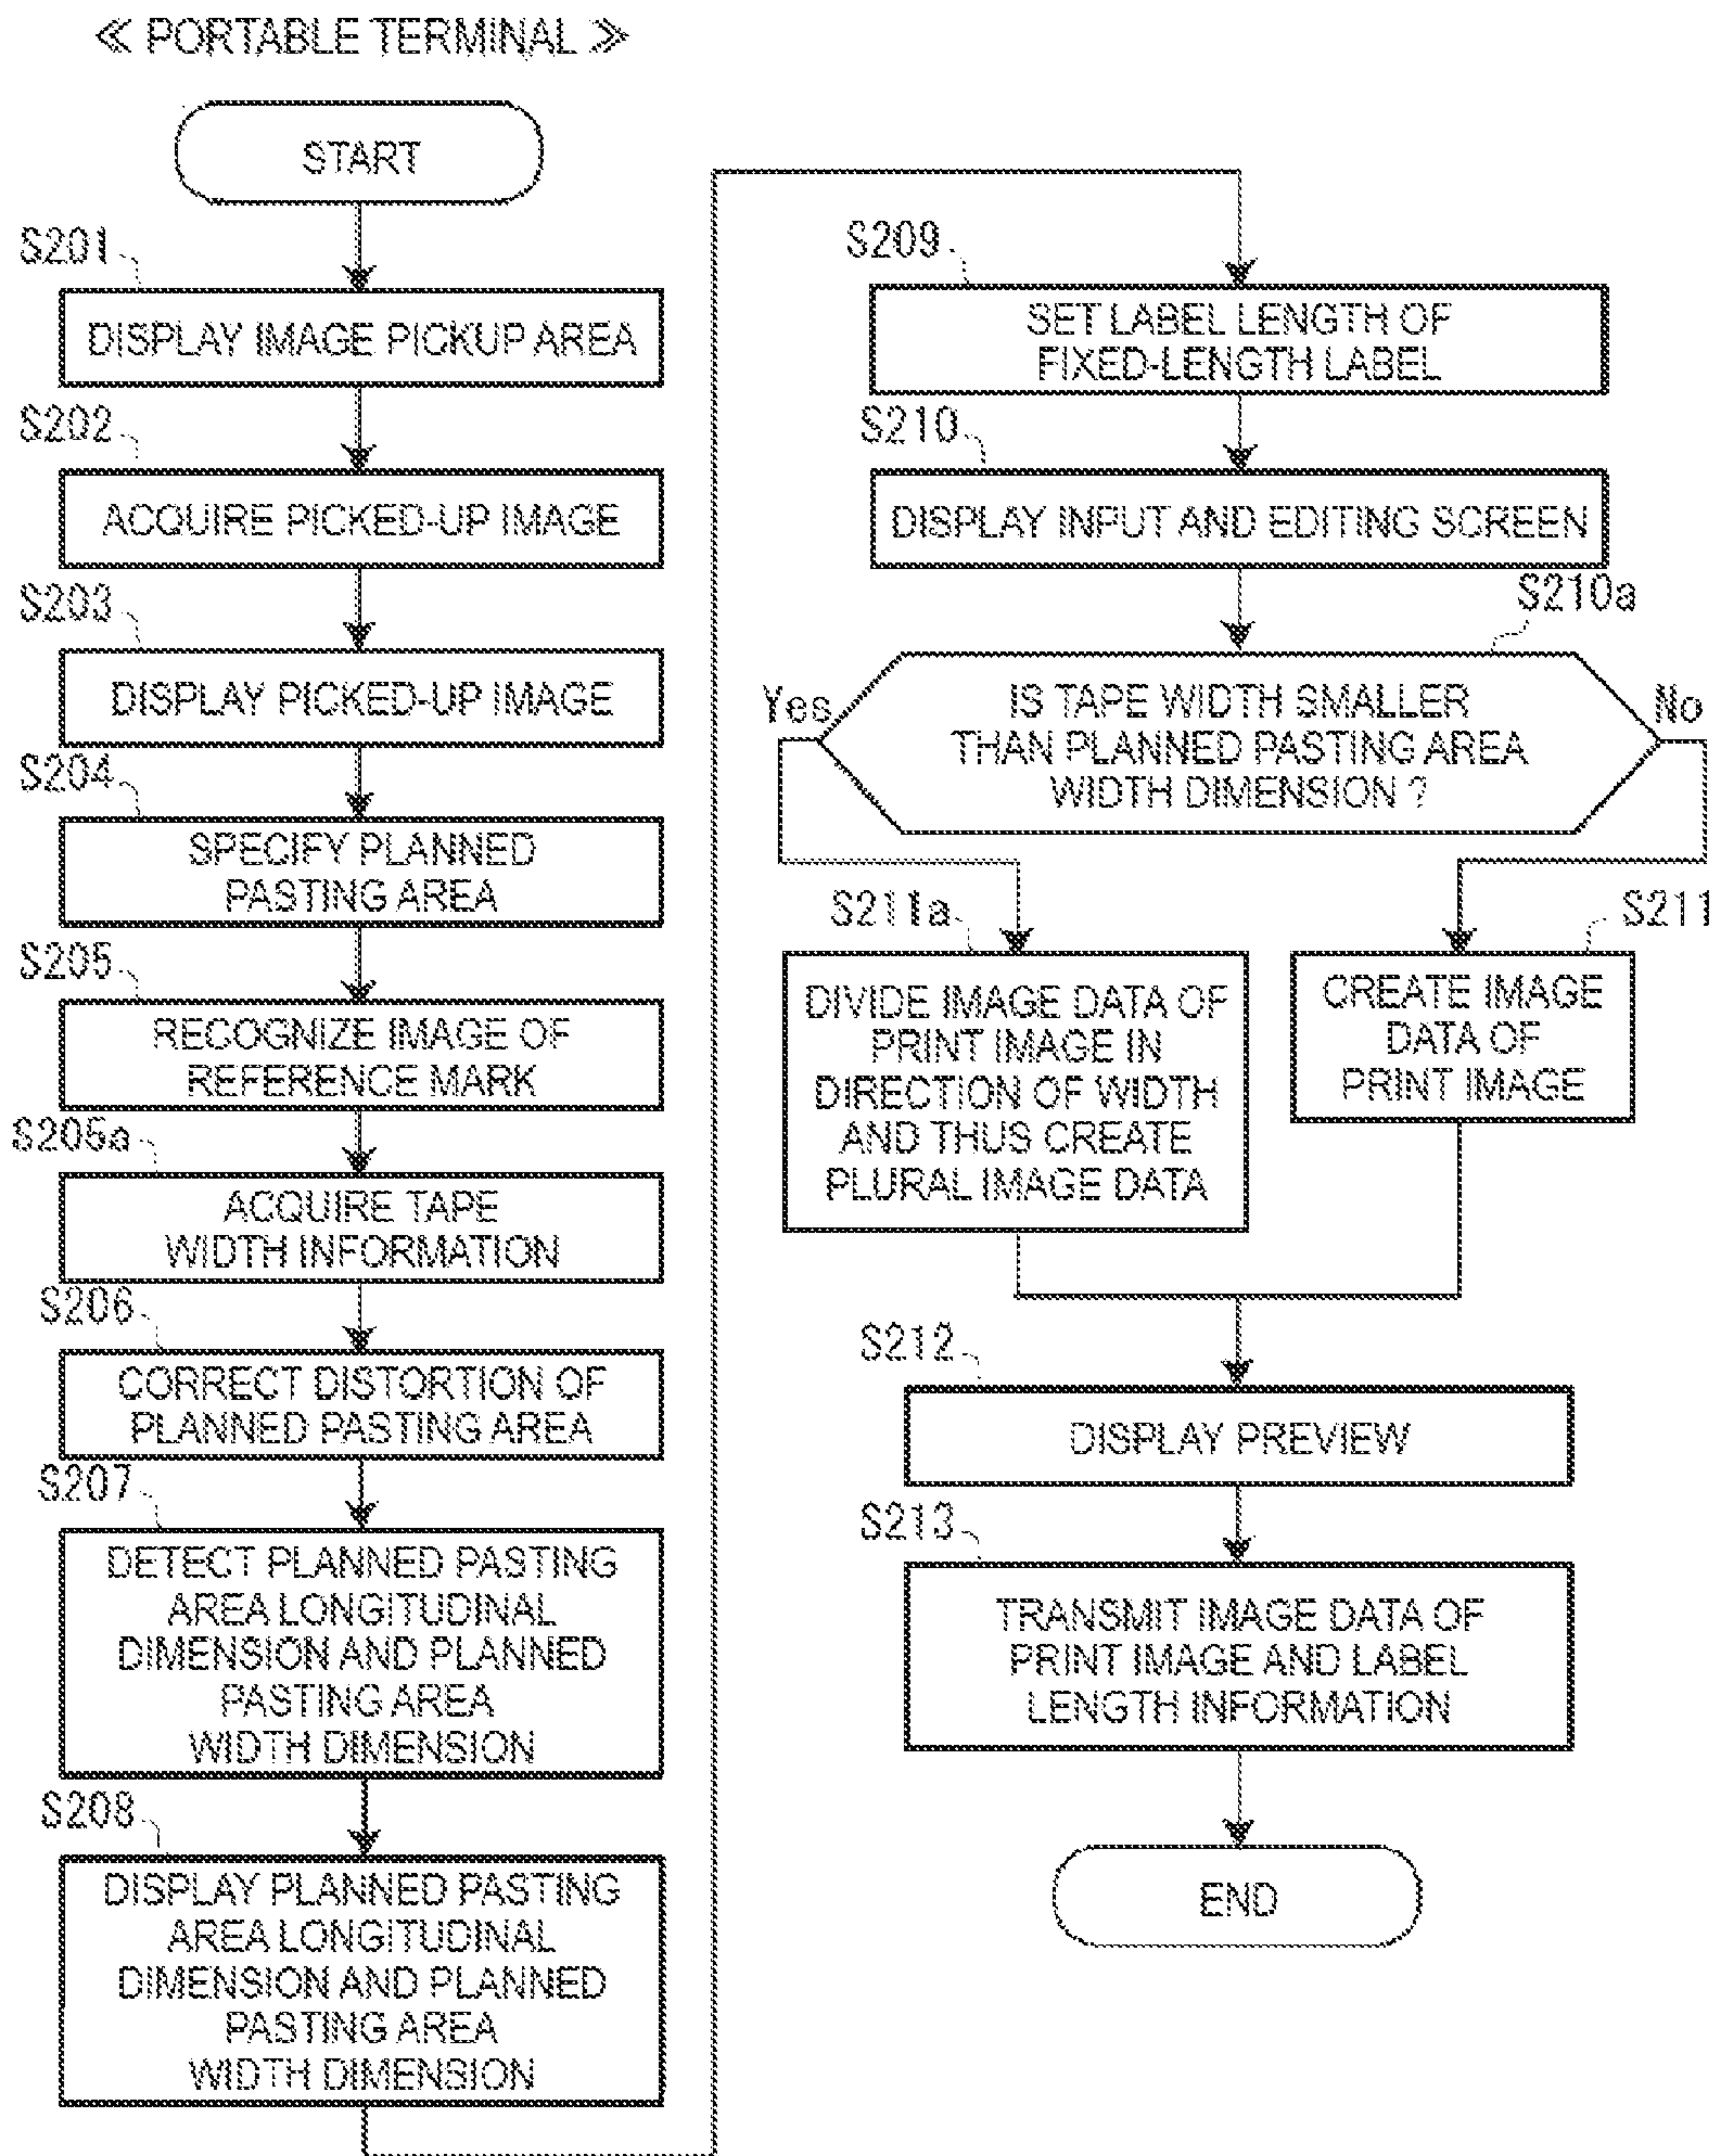 ≪ PORTABLE TERMINAL ≫
START
S201
DISPLAY IMAGE PICKUP AREA
S202
ACQUIRE PICKED-UP IMAGE
S203
DISPLAY PICKED-UP IMAGE
S204
SPECIFY PLANNED
PASTING AREA
S205
RECOGNIZE IMAGE OF
REFERENCE MARK
S205a
ACQUIRE TAPE
WIDTH INFORMATION
S206
CORRECT DISTORTION OF
PLANNED PASTING AREA
S207
DETECT PLANNED PASTING
AREA LONGITUDINAL
DIMENSION AND PLANNED
PASTING AREA
WIDTH DIMENSION
S208
DISPLAY PLANNED PASTING
AREA LONGITUDINAL
DIMENSION AND PLANNED
PASTING AREA
WIDTH DIMENSION
S209
SET LABEL LENGTH OF
FIXED-LENGTH LABEL
S210
DISPLAY INPUT AND EDITING SCREEN
S210a
IS TAPE WIDTH SMALLER
THAN PLANNED PASTING AREA
WIDTH DIMENSION ?
Yes
No
S211a
DIVIDE IMAGE DATA OF
PRINT IMAGE IN
DIRECTION OF WIDTH
AND THUS CREATE
PLURAL IMAGE DATA
S211
CREATE IMAGE
DATA OF
PRINT IMAGE
S212
DISPLAY PREVIEW
S213
TRANSMIT IMAGE DATA OF
PRINT IMAGE AND LABEL
LENGTH INFORMATION
END